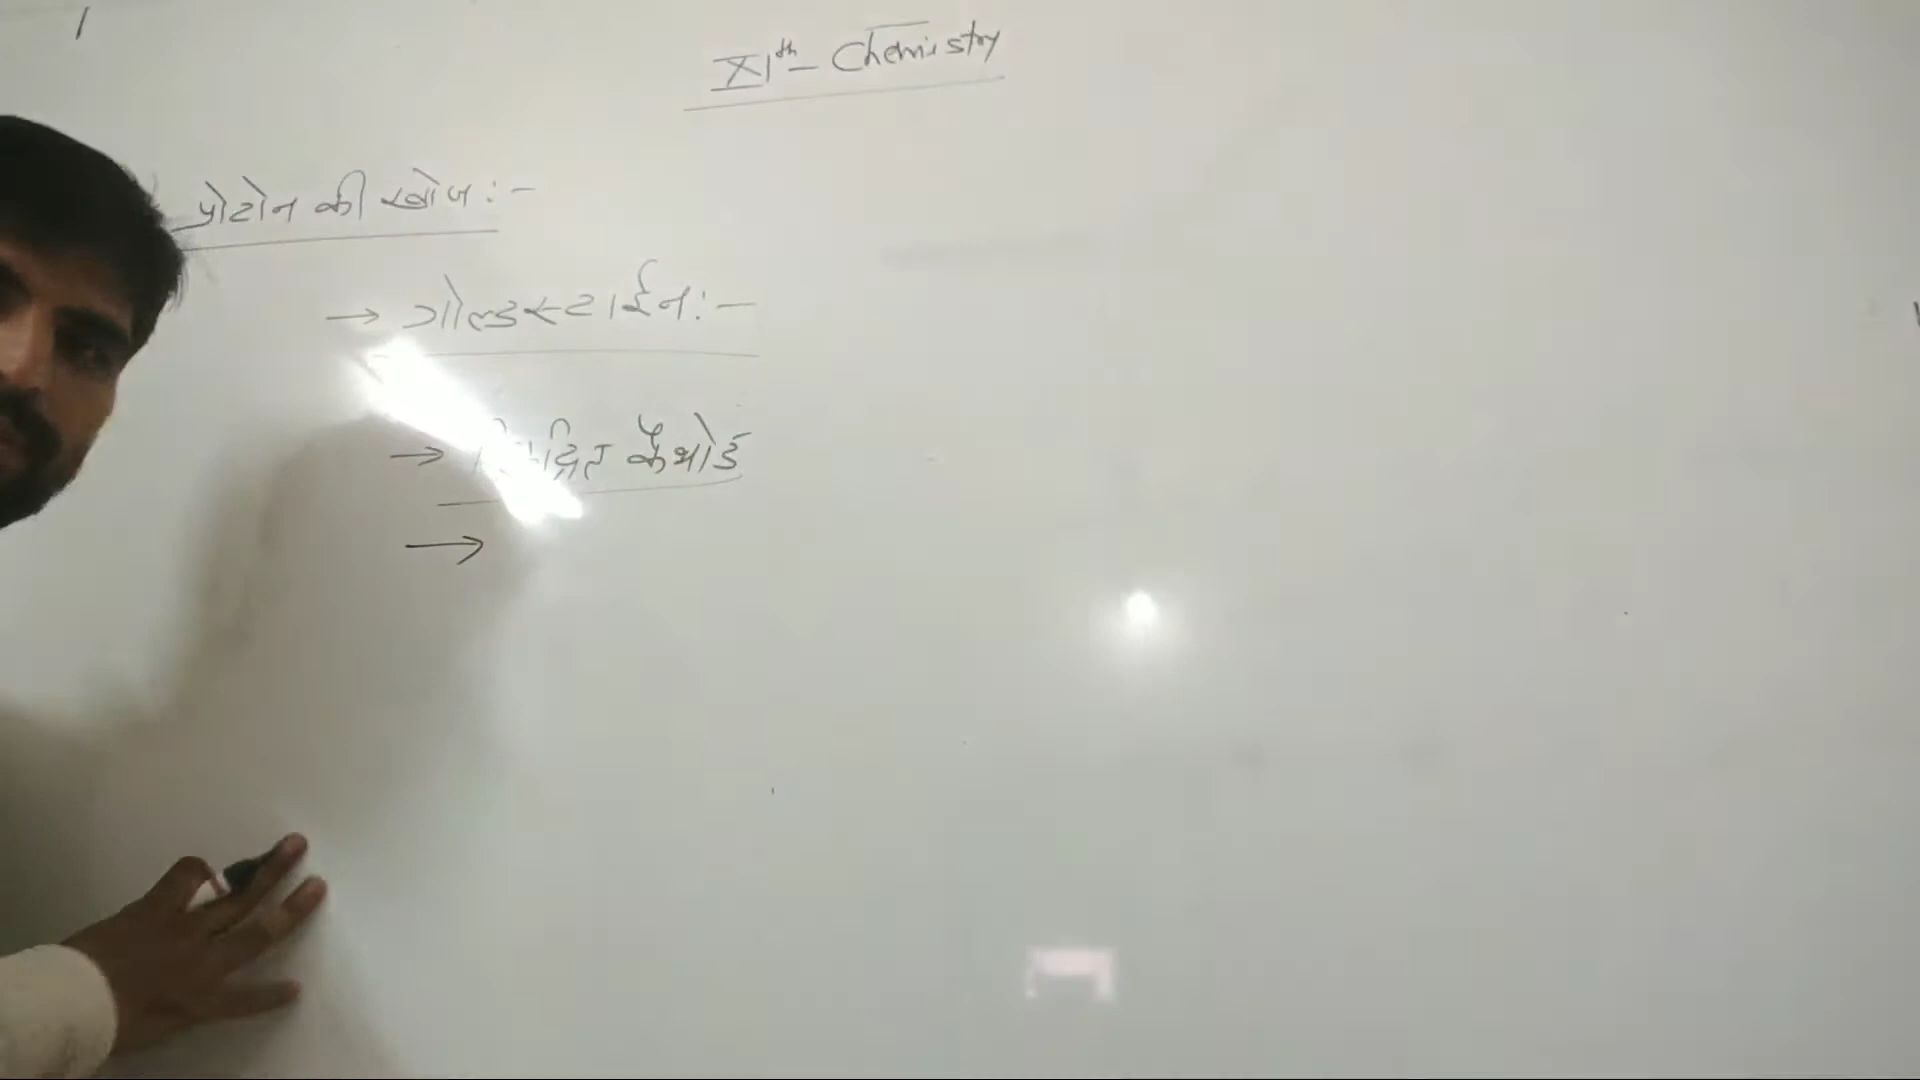 XIth - Chemistry
प्रोटोन की खोज :-
→ गोल्डस्टाईन :-
→ कैथोड
→